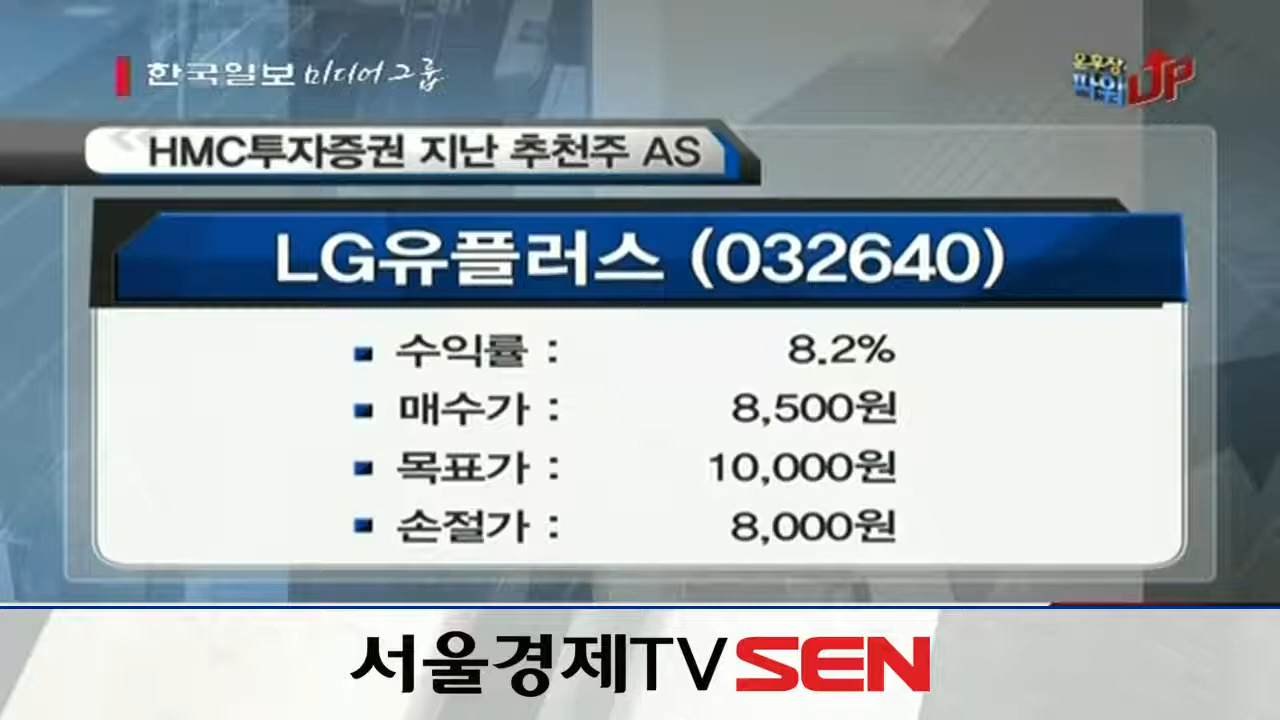 한국일보 미디어그룹
오후장
파워 UP
HMC투자증권 지난 추천주 AS
LG유플러스 (032640)
수익률 : 8.2%
매수가 : 8,500원
목표가 : 10,000원
손절가 : 8,000원
서울경제TV SEN